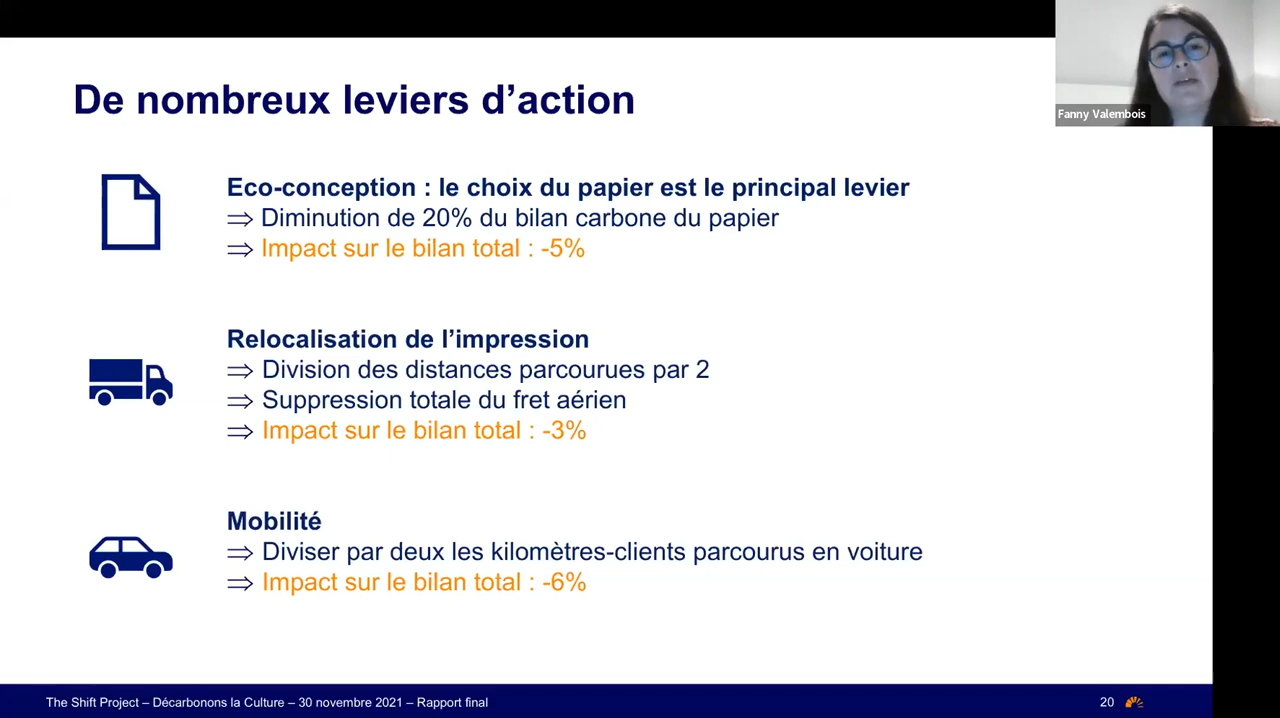 De nombreux leviers d’action
Fanny Valembois
Eco-conception : le choix du papier est le principal levier
⇒ Diminution de 20% du bilan carbone du papier
⇒ Impact sur le bilan total : -5%
Relocalisation de l’impression
⇒ Division des distances parcourues par 2
⇒ Suppression totale du fret aérien
⇒ Impact sur le bilan total : -3%
Mobilité
⇒ Diviser par deux les kilomètres-clients parcourus en voiture
⇒ Impact sur le bilan total : -6%
The Shift Project – Décarbonons la Culture – 30 novembre 2021 – Rapport final
20